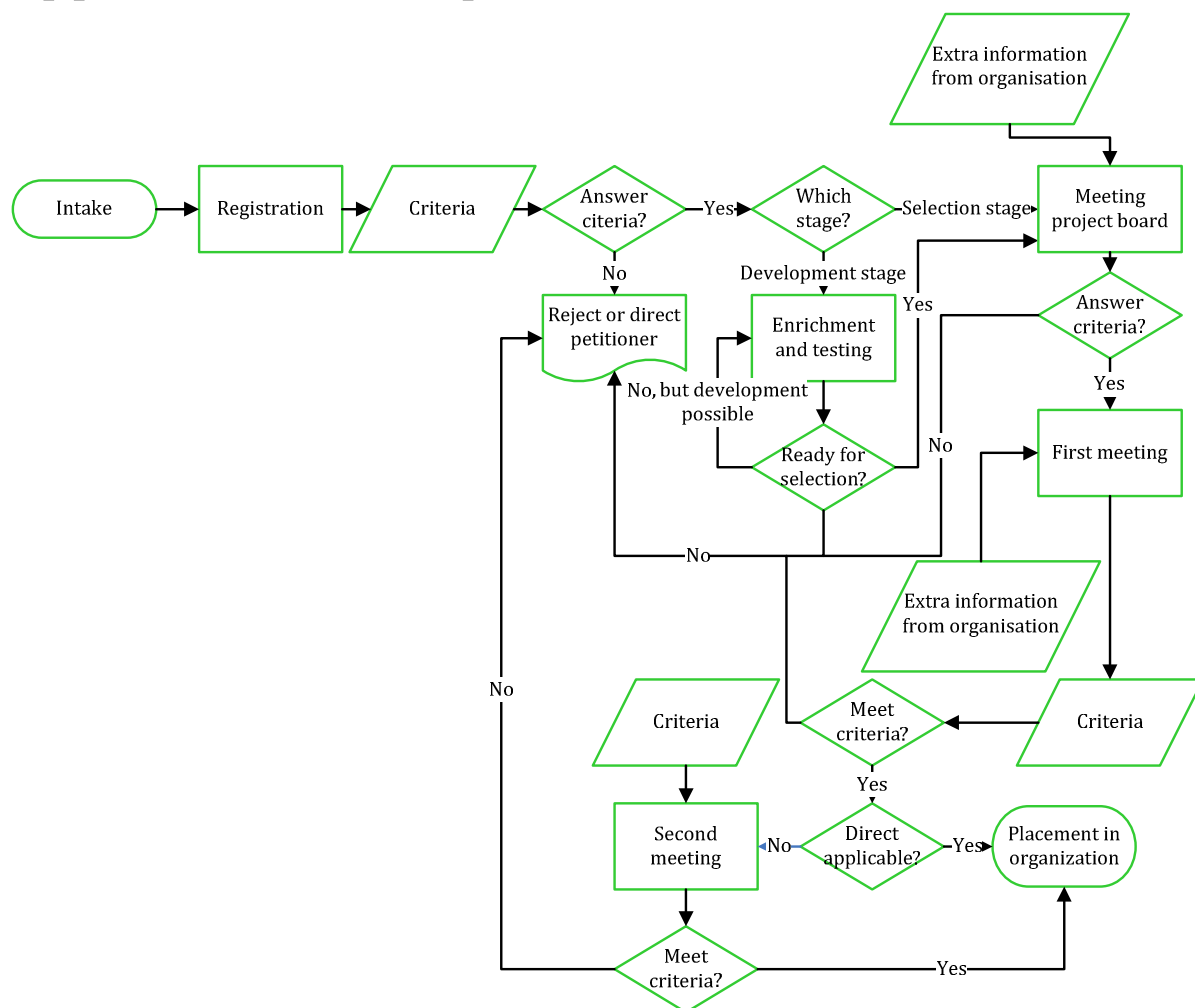 Extra information
from organisation
Intake
Registration
Criteria
Answer
citeria?
Yes
Which
stage?
Selection stage
Meeting
project board
No
Development stage
Yes
Reject or direct
petitioner
Enrichment
and testing
Answer
criteria?
No, but development
possible
Yes
No
Ready for
selection?
First meeting
No
Extra information
from organisation
No
Criteria
Meet
criteria?
Criteria
Yes
Second
meeting
No
Direct
applicable?
Yes
Placement in
organization
Meet
criteria?
Yes